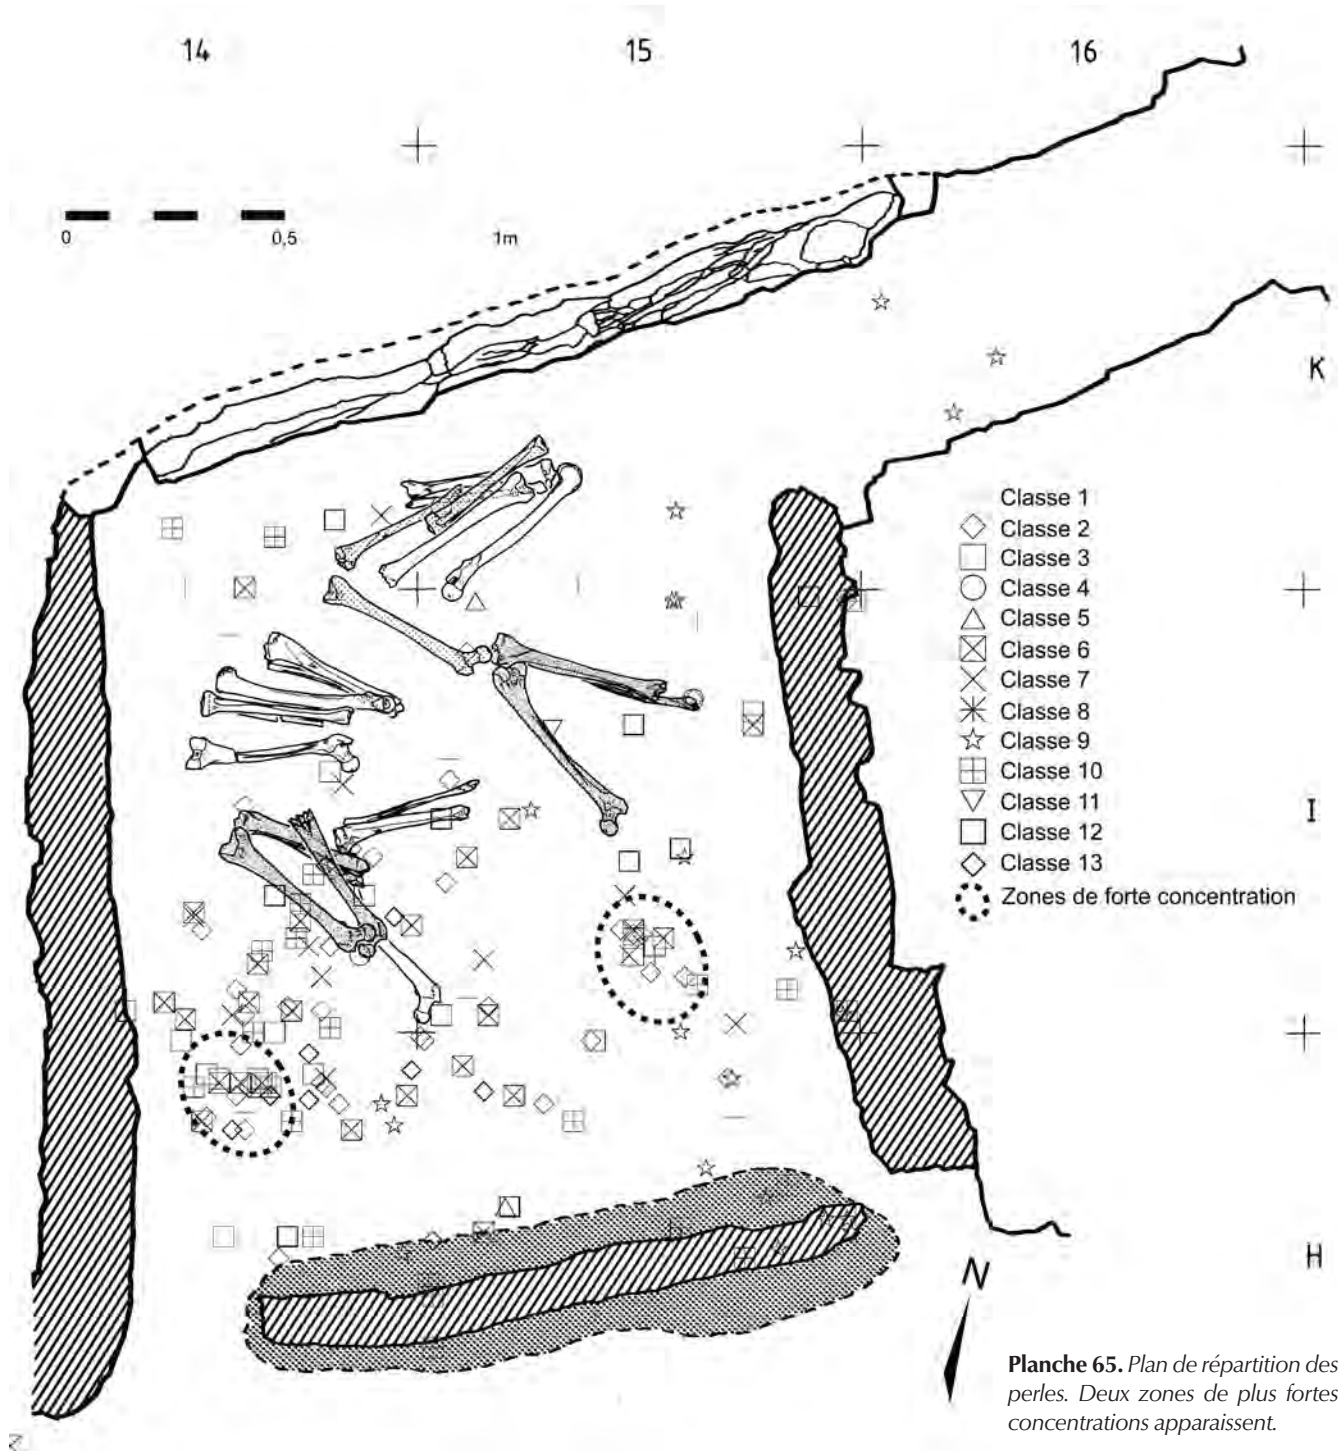 14 15 16
0 0,5 1m
K
Classe 1
Classe 2
Classe 3
Classe 4
Classe 5
Classe 6
Classe 7
Classe 8
Classe 9
Classe 10
Classe 11
Classe 12
Classe 13
Zones de forte concentration
I
H
N
Planche 65. Plan de répartition des
perles. Deux zones de plus fortes
concentrations apparaissent.